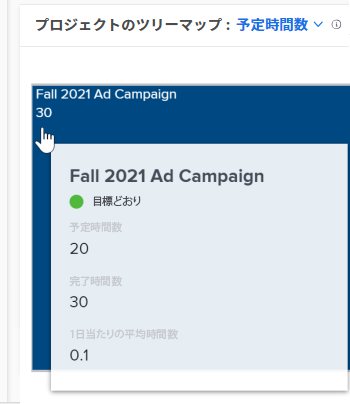 プロジェクトのツリーマップ : 予定時間数
Fall 2021 Ad Campaign
30
Fall 2021 Ad Campaign
目標どおり
予定時間数
20
完了時間数
30
1日当たりの平均時間数
0.1